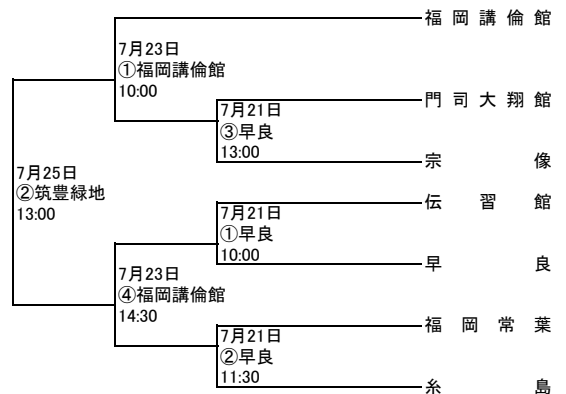 福岡講倫館
7月23日
①福岡講倫館
10:00
門司大翔館
7月21日
③早良
13:00
宗像
7月25日
②筑豊緑地
13:00
伝習館
7月21日
①早良
10:00
早良
7月23日
④福岡講倫館
14:30
福岡常葉
7月21日
②早良
11:30
糸島